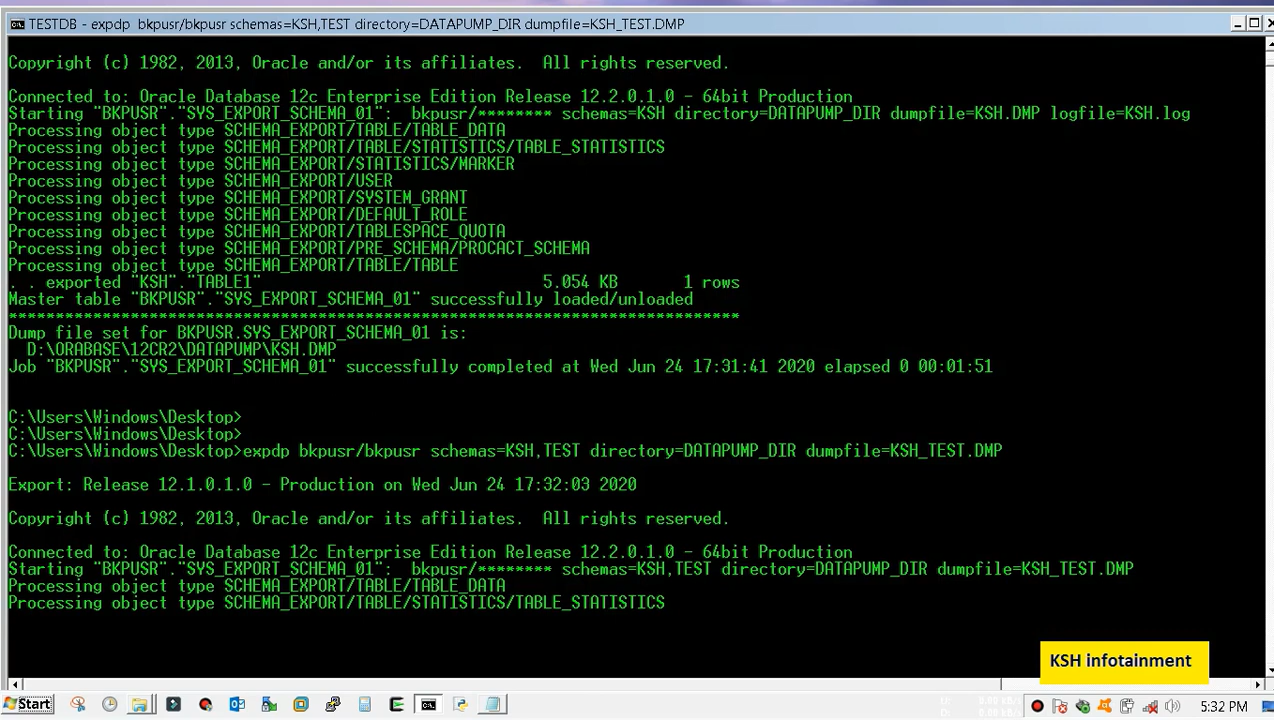 TESTDB - expdp  bkpusr/bkpusr schemas=KSH,TEST directory=DATAPUMP_DIR dumpfile=KSH_TEST.DMP
Copyright (c) 1982, 2013, Oracle and/or its affiliates.  All rights reserved.
Connected to: Oracle Database 12c Enterprise Edition Release 12.2.0.1.0 - 64bit Production
Starting "BKPUSR"."SYS_EXPORT_SCHEMA_01":  bkpusr/******** schemas=KSH directory=DATAPUMP_DIR dumpfile=KSH.DMP logfile=KSH.log
Processing object type SCHEMA_EXPORT/TABLE/TABLE_DATA
Processing object type SCHEMA_EXPORT/TABLE/STATISTICS/TABLE_STATISTICS
Processing object type SCHEMA_EXPORT/STATISTICS/MARKER
Processing object type SCHEMA_EXPORT/USER
Processing object type SCHEMA_EXPORT/SYSTEM_GRANT
Processing object type SCHEMA_EXPORT/DEFAULT_ROLE
Processing object type SCHEMA_EXPORT/TABLESPACE_QUOTA
Processing object type SCHEMA_EXPORT/PRE_SCHEMA/PROCACT_SCHEMA
Processing object type SCHEMA_EXPORT/TABLE/TABLE
. . exported "KSH"."TABLE1"                              5.054 KB       1 rows
Master table "BKPUSR"."SYS_EXPORT_SCHEMA_01" successfully loaded/unloaded
******************************************************************************
Dump file set for BKPUSR.SYS_EXPORT_SCHEMA_01 is:
  D:\ORABASE\12CR2\DATAPUMP\KSH.DMP
Job "BKPUSR"."SYS_EXPORT_SCHEMA_01" successfully completed at Wed Jun 24 17:31:41 2020 elapsed 0 00:01:51
C:\Users\Windows\Desktop>
C:\Users\Windows\Desktop>
C:\Users\Windows\Desktop>expdp bkpusr/bkpusr schemas=KSH,TEST directory=DATAPUMP_DIR dumpfile=KSH_TEST.DMP
Export: Release 12.1.0.1.0 - Production on Wed Jun 24 17:32:03 2020
Copyright (c) 1982, 2013, Oracle and/or its affiliates.  All rights reserved.
Connected to: Oracle Database 12c Enterprise Edition Release 12.2.0.1.0 - 64bit Production
Starting "BKPUSR"."SYS_EXPORT_SCHEMA_01":  bkpusr/******** schemas=KSH,TEST directory=DATAPUMP_DIR dumpfile=KSH_TEST.DMP
Processing object type SCHEMA_EXPORT/TABLE/TABLE_DATA
Processing object type SCHEMA_EXPORT/TABLE/STATISTICS/TABLE_STATISTICS
KSH infotainment
Start
5:32 PM